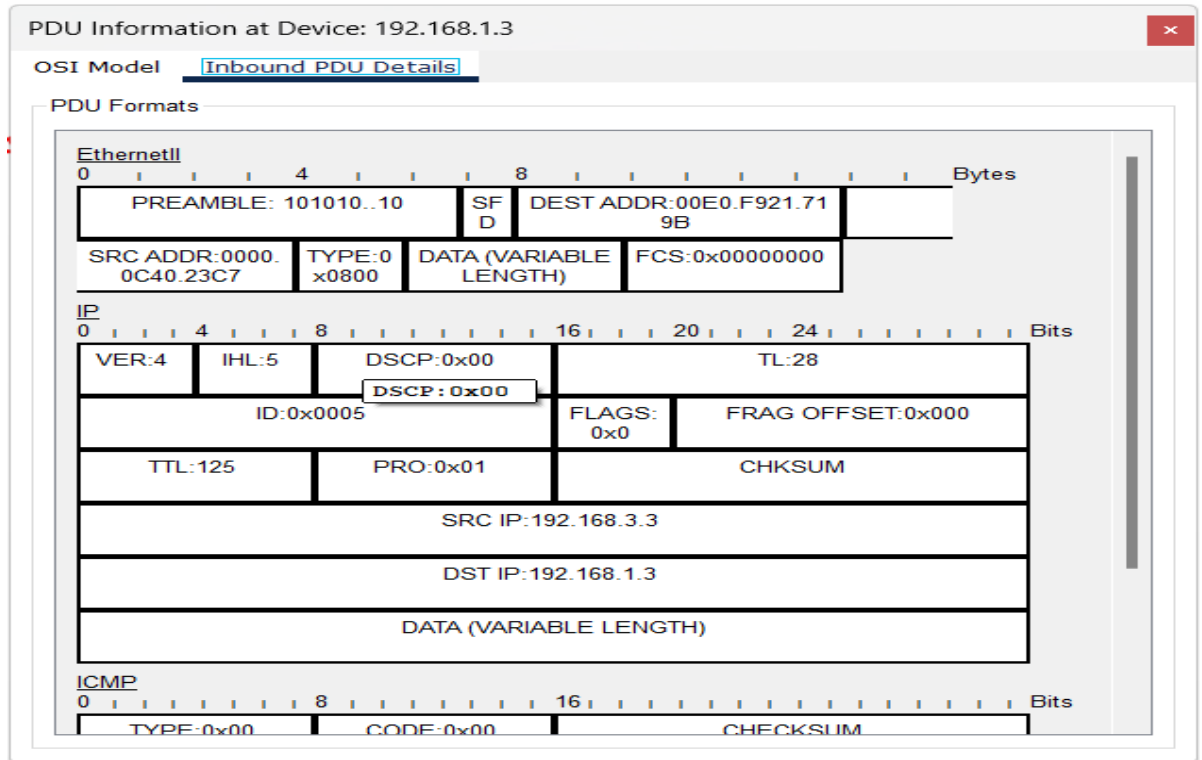 PDU Information at Device: 192.168.1.3
×
OSI Model Inbound PDU Details
PDU Formats
EthernetII
0 4 8 Bytes
PREAMBLE: 101010..10 SF DEST ADDR:00E0.F921.71
D 9B
SRC ADDR:0000. TYPE:0 DATA (VARIABLE FCS:0x00000000
0C40.23C7 x0800 LENGTH)
IP
0 4 8 16 20 24 Bits
VER:4 IHL:5 DSCP:0x00 TL:28
DSCP:0x00
ID:0x0005 FLAGS: FRAG OFFSET:0x000
0x0
TTL:125 PRO:0x01 CHKSUM
SRC IP:192.168.3.3
DST IP:192.168.1.3
DATA (VARIABLE LENGTH)
ICMP
0 8 16 Bits
TYPE:0x00 CODE:0x00 CHECKSUM